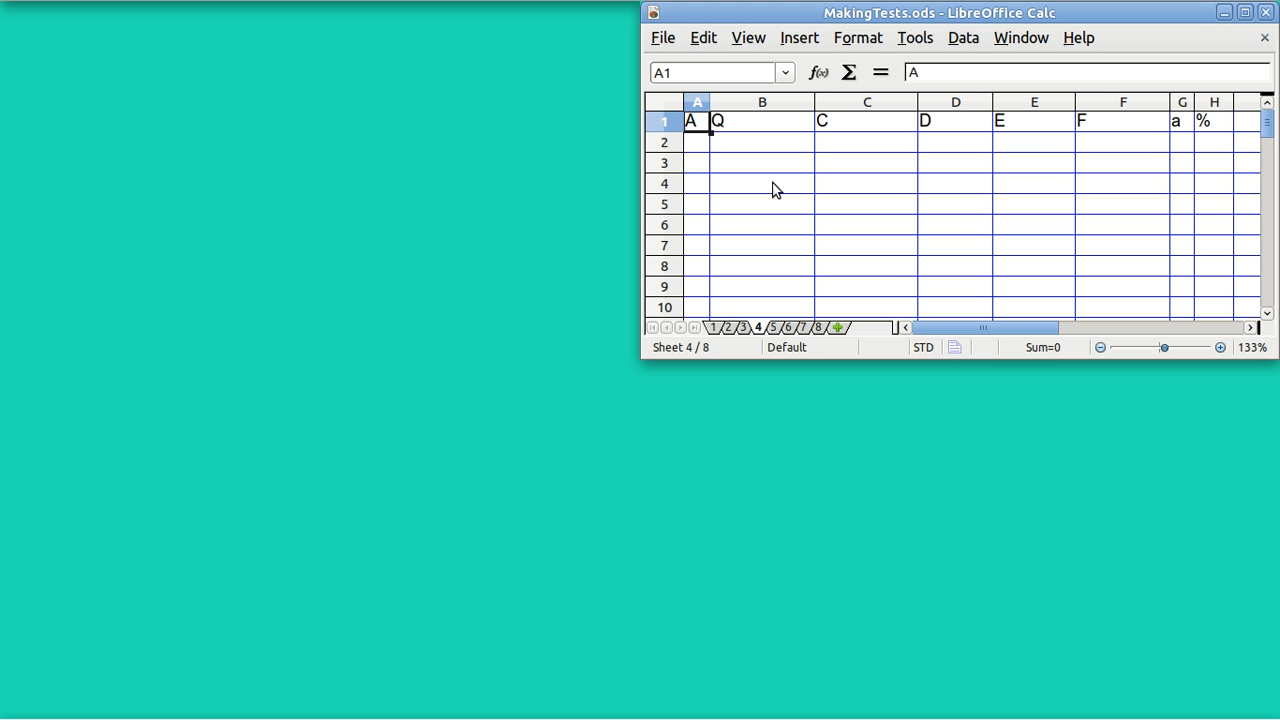 MakingTests.ods - LibreOffice Calc
File Edit View Insert Format Tools Data Window Help
A1 f(x) Σ = A
A B C D E F G H
1 A Q C D E F a %
2
3
4
5
6
7
8
9
10
1 2 3 4 5 6 7 8
Sheet 4 / 8 Default STD Sum=0 133%